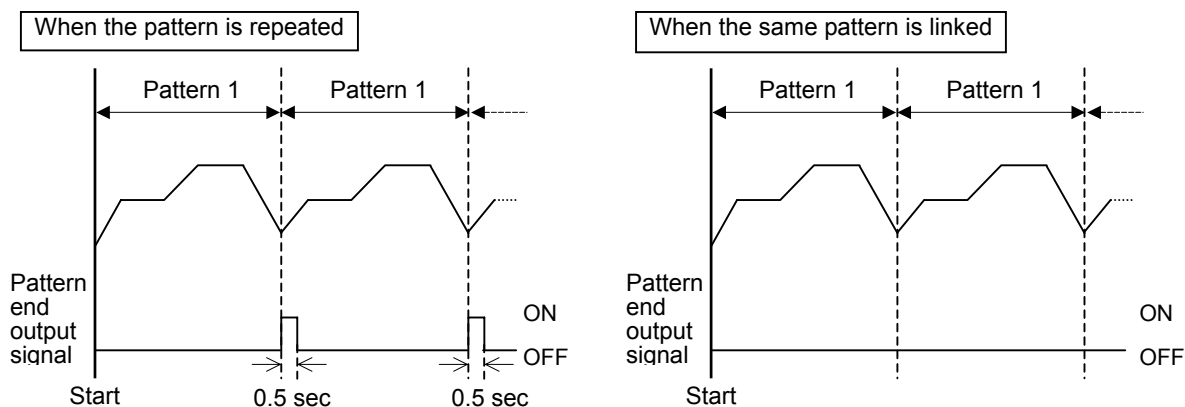 When the pattern is repeated
Pattern 1 Pattern 1
Pattern
end
output
signal
ON
OFF
Start 0.5 sec 0.5 sec
When the same pattern is linked
Pattern 1 Pattern 1
Pattern
end
output
signal
ON
OFF
Start